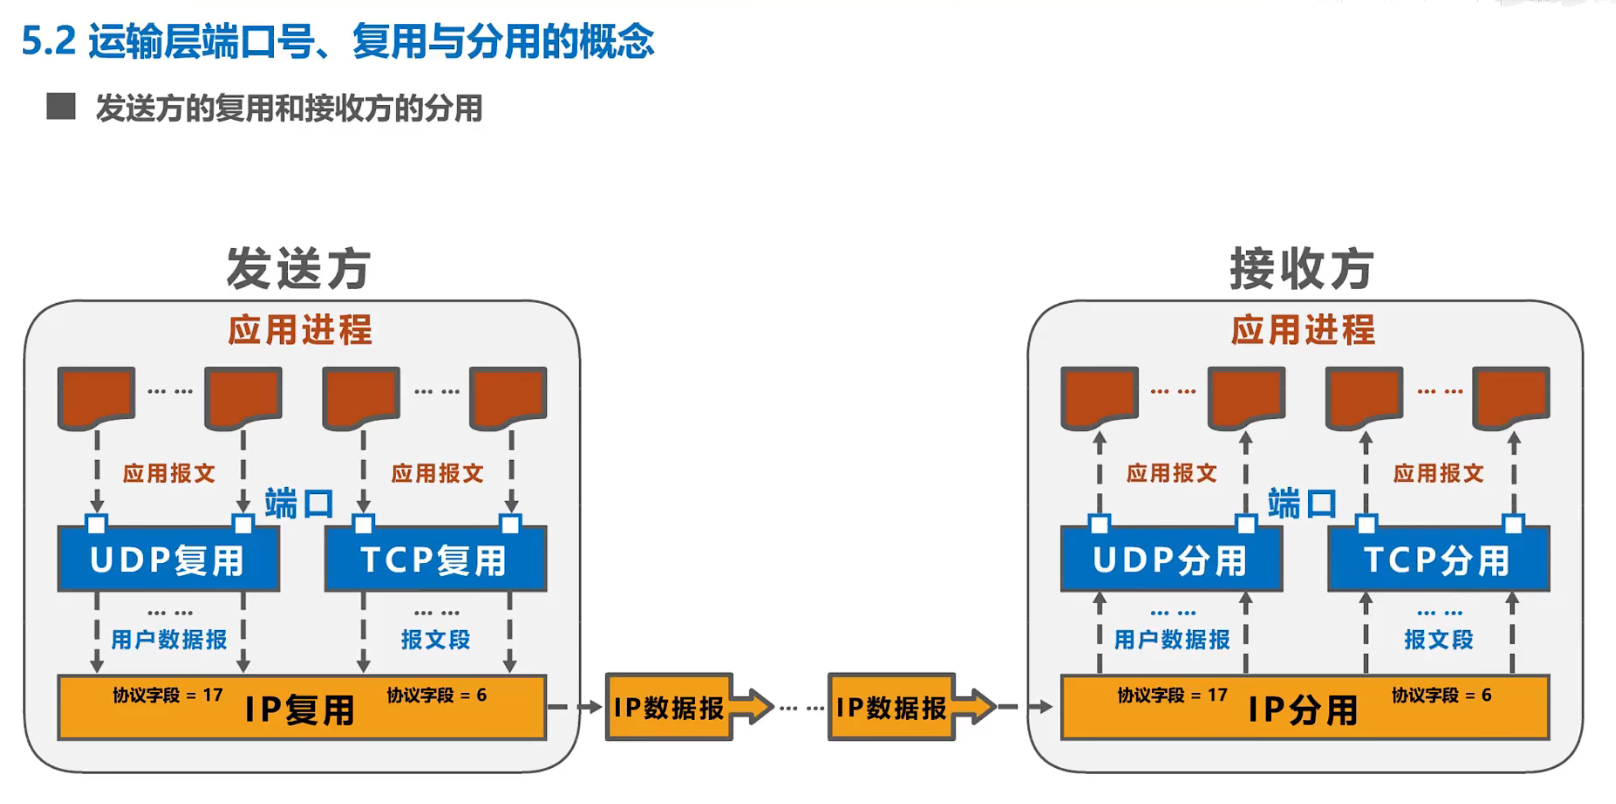 5.2 运输层端口号、复用与分用的概念
发送方的复用和接收方的分用
发送方
接收方
应用进程
应用进程
... ...
... ...
... ...
... ...
应用报文
应用报文
应用报文
应用报文
端口
端口
UDP复用
TCP复用
UDP分用
TCP分用
... ...
... ...
... ...
... ...
用户数据报
报文段
用户数据报
报文段
协议字段 = 17
IP复用
协议字段 = 6
IP数据报
... ...
IP数据报
协议字段 = 17
IP分用
协议字段 = 6